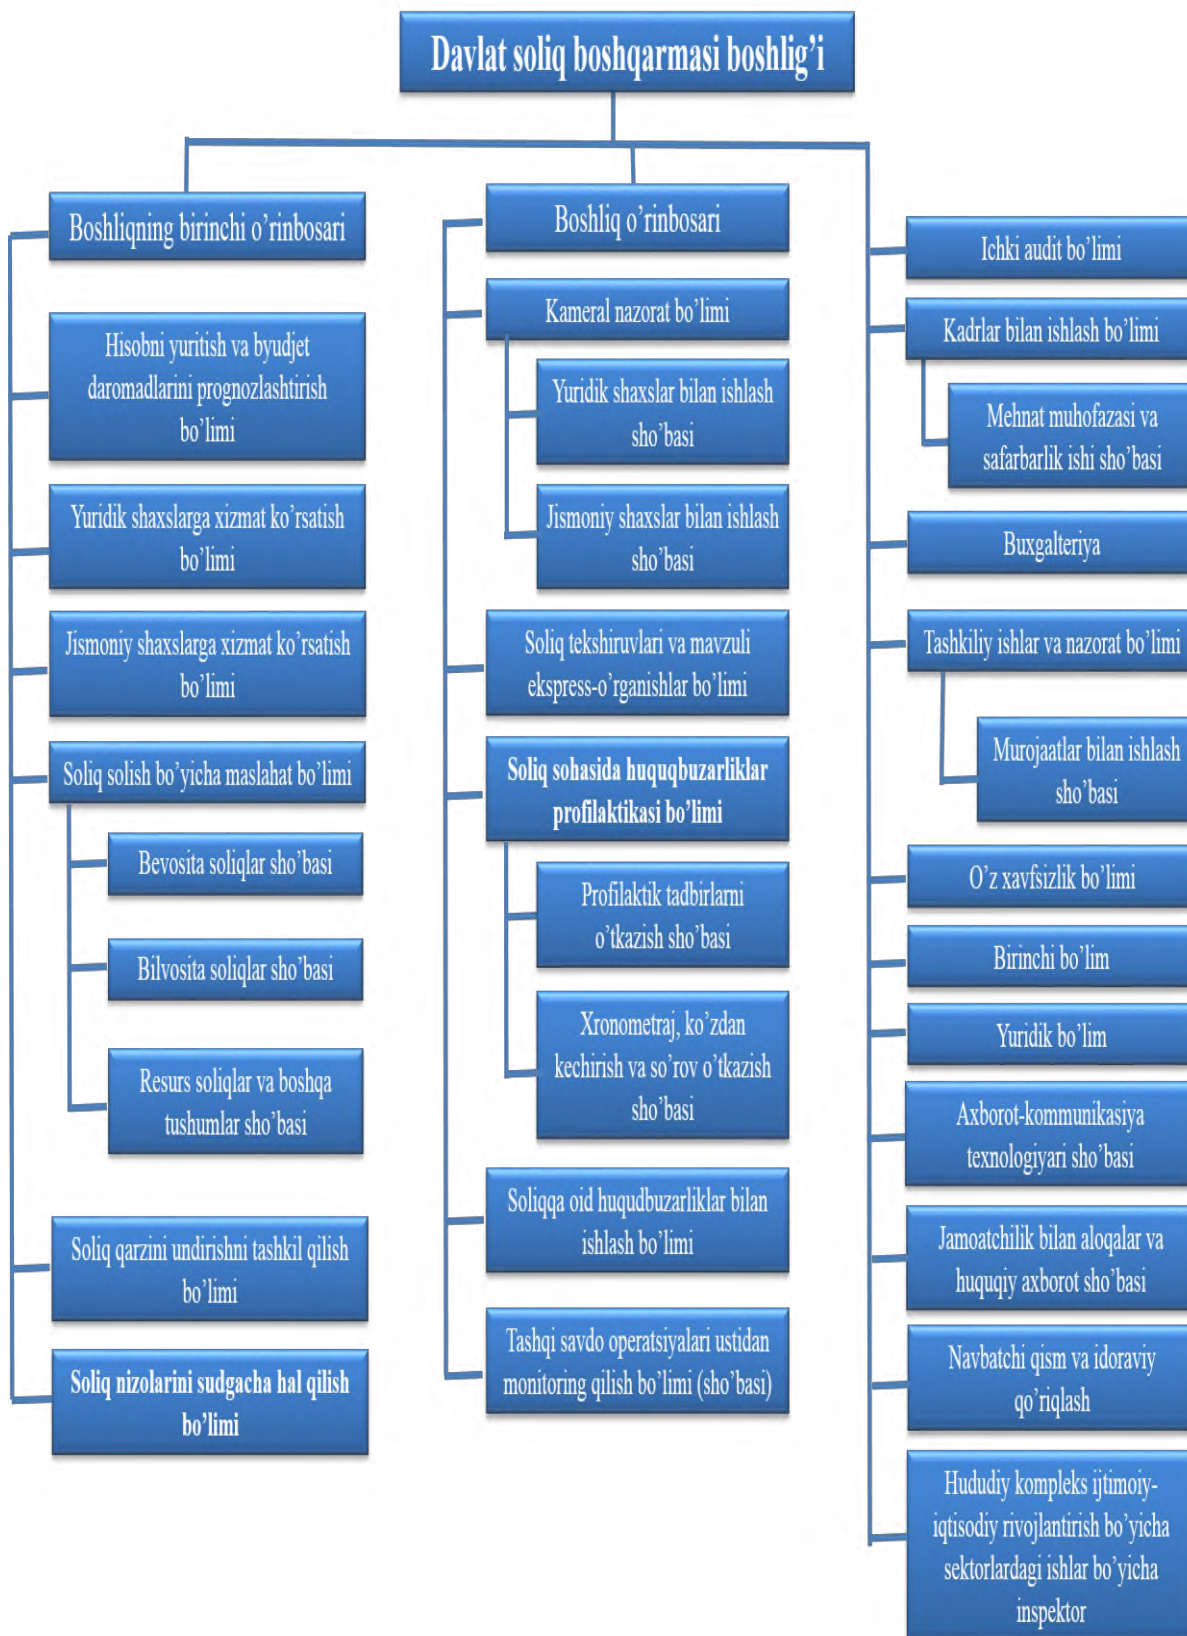 Davlat soliq boshqarmasi boshlig’i
Boshliqning birinchi o’rinbosari
Hisobni yuritish va byudjet
daromadlarini prognozlashtirish
bo’limi
Yuridik shaxslarga xizmat ko’rsatish
bo’limi
Jismoniy shaxslarga xizmat ko’rsatish
bo’limi
Soliq solish bo’yicha maslahat bo’limi
Bevosita soliqlar sho’basi
Bilvosita soliqlar sho’basi
Resurs soliqlar va boshqa
tushumlar sho’basi
Soliq qarzini undirishni tashkil qilish
bo’limi
Soliq nizolarini sudgacha hal qilish
bo’limi
Boshliq o’rinbosari
Kameral nazorat bo’limi
Yuridik shaxslar bilan ishlash
sho’basi
Jismoniy shaxslar bilan ishlash
sho’basi
Soliq tekshiruvlari va mavzuli
ekspress-o’rganishlar bo’limi
Soliq sohasida huquqbuzarliklar
profilaktikasi bo’limi
Profilaktik tadbirlarni
o’tkazish sho’basi
Xronometraj, ko’zdan
kechirish va so’rov o’tkazish
sho’basi
Soliqqa oid huqudbuzarliklar bilan
ishlash bo’limi
Tashqi savdo operatsiyalari ustidan
monitoring qilish bo’limi (sho’basi)
Ichki audit bo’limi
Kadrlar bilan ishlash bo’limi
Mehnat muhofazasi va
safarbarlik ishi sho’basi
Buxgalteriya
Tashkiliy ishlar va nazorat bo’limi
Murojaatlar bilan ishlash
sho’basi
O’z xavfsizlik bo’limi
Birinchi bo’lim
Yuridik bo’lim
Axborot-kommunikasiya
texnologiyari sho’basi
Jamoatchilik bilan aloqalar va
huquqiy axborot sho’basi
Navbatchi qism va idoraviy
qo’riqlash
Hududiy kompleks ijtimoiy-
iqtisodiy rivojlantirish bo’yicha
sektorlardagi ishlar bo’yicha
inspektor